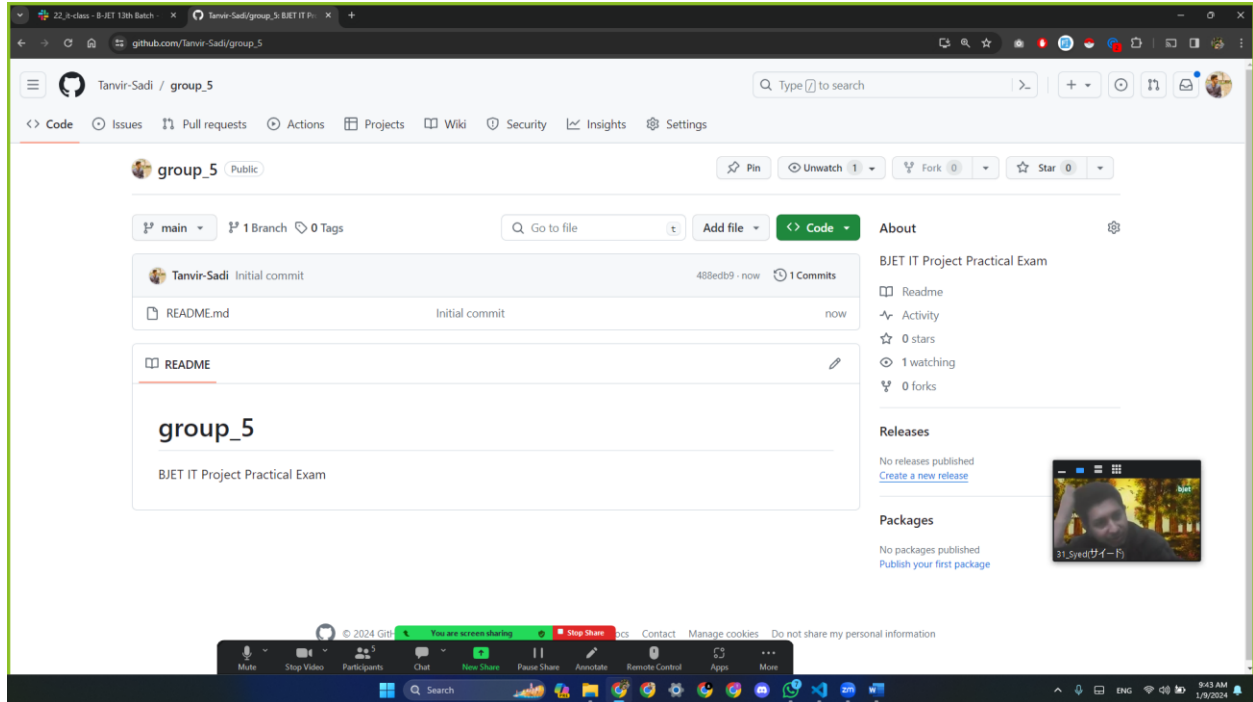 22_it-class - B-JET 13th Batch -
Tanvir-Sadi/group_5: BJET IT Pr
github.com/Tanvir-Sadi/group_5
Tanvir-Sadi / group_5
Type / to search
Code Issues Pull requests Actions Projects Wiki Security Insights Settings
group_5 Public
Pin Unwatch 1 Fork 0 Star 0
main 1 Branch 0 Tags Go to file t Add file Code
About
BJET IT Project Practical Exam
Tanvir-Sadi Initial commit 488edb9 · now 1 Commits
README.md Initial commit now
Readme
Activity
0 stars
1 watching
0 forks
README
group_5
BJET IT Project Practical Exam
Releases
No releases published
Create a new release
Packages
No packages published
Publish your first package
bjet
31_Syed(サイード)
© 2024 GitH
You are screen sharing Stop Share
ocs Contact Manage cookies Do not share my personal information
5
Mute Stop Video Participants Chat New Share Pause Share Annotate Remote Control Apps More
Search
zm
ENG
9:43 AM
1/9/2024